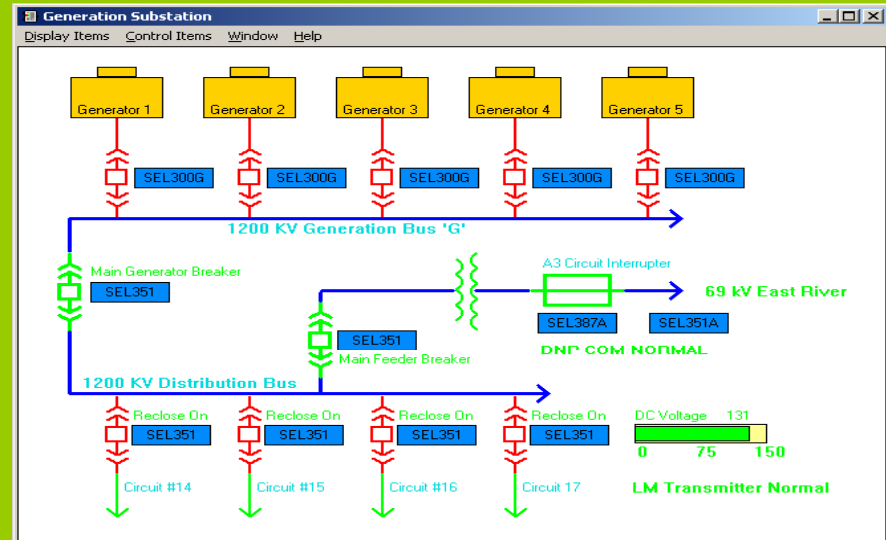 Generation Substation
Display Items Control Items Window Help
Generator 1 Generator 2 Generator 3 Generator 4 Generator 5
SEL300G SEL300G SEL300G SEL300G SEL300G
1200 KV Generation Bus 'G'
A3 Circuit Interrupter
Main Generator Breaker
SEL351
69 kV East River
SEL387A SEL351A
SEL351
DNP COM NORMAL
Main Feeder Breaker
1200 KV Distribution Bus
Reclose On Reclose On Reclose On Reclose On DC Voltage 131
SEL351 SEL351 SEL351 SEL351
0 75 150
Circuit #14 Circuit #15 Circuit #16 Circuit 17 LM Transmitter Normal